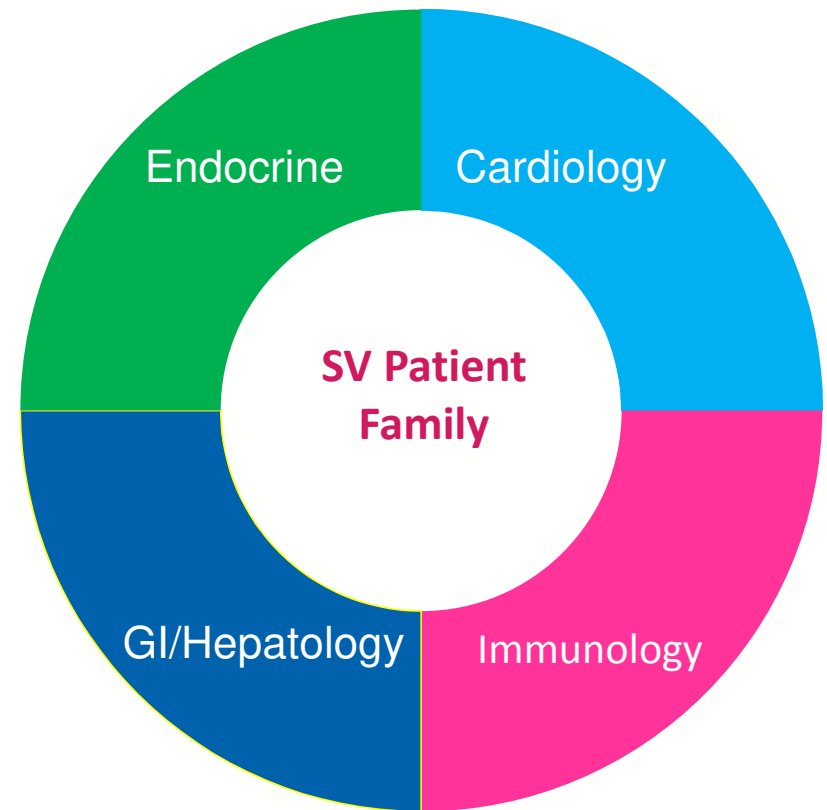 Endocrine
Cardiology
SV Patient
Family
GI/Hepatology
Immunology